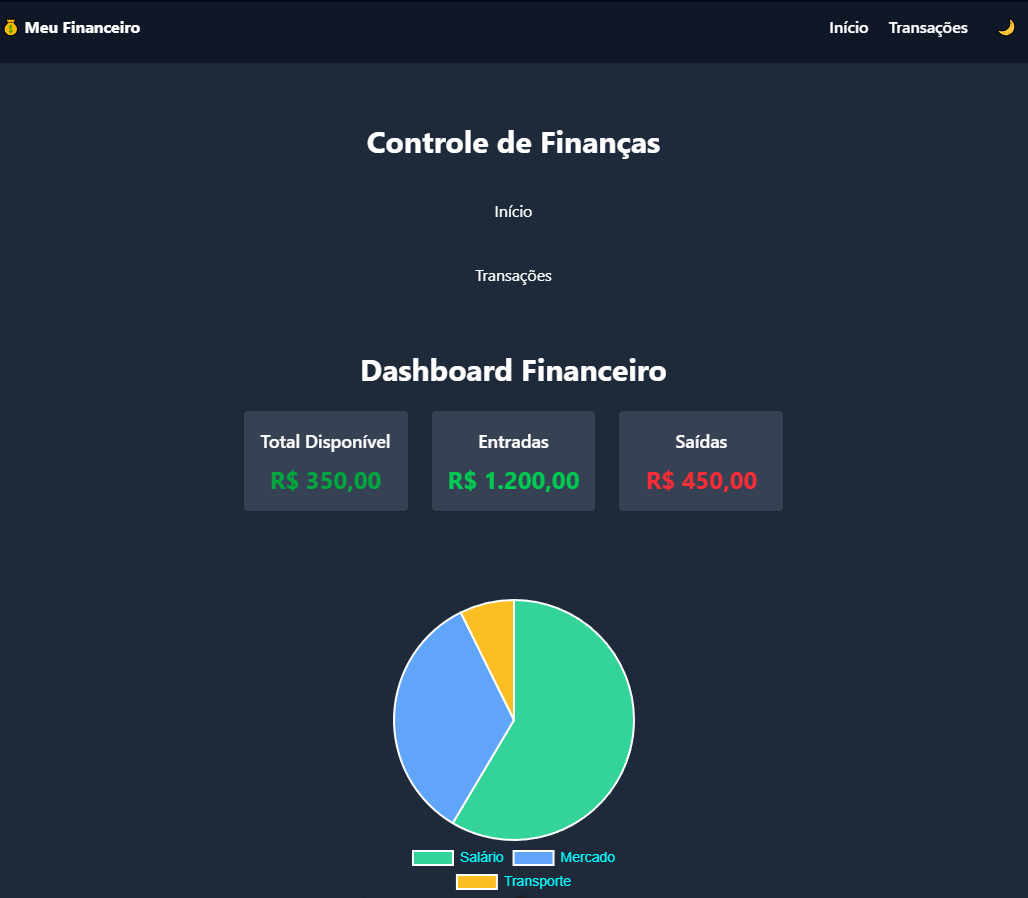 💰 Meu Financeiro Início Transações 🌙
Controle de Finanças
Início
Transações
Dashboard Financeiro
Total Disponível Entradas Saídas
R$ 350,00 R$ 1.200,00 R$ 450,00
Salário Mercado
Transporte